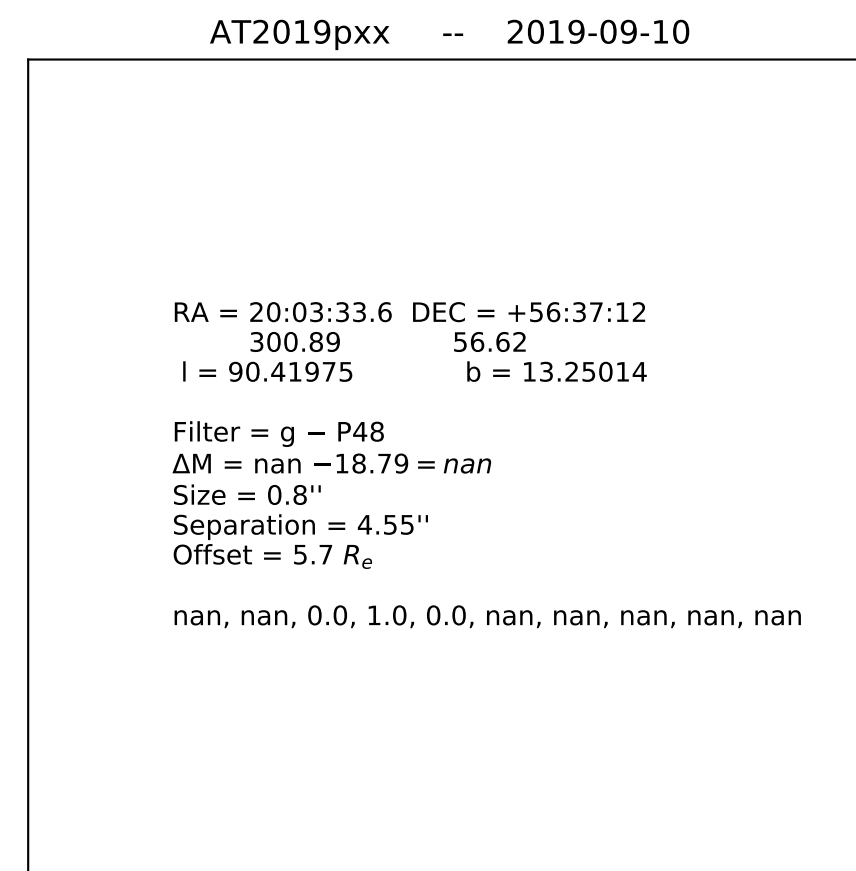 AT2019pxx -- 2019-09-10
RA = 20:03:33.6 DEC = +56:37:12
300.89 56.62
l = 90.41975 b = 13.25014
Filter = g − P48
ΔM = nan −18.79 = nan
Size = 0.8''
Separation = 4.55''
Offset = 5.7 Rₑ
nan, nan, 0.0, 1.0, 0.0, nan, nan, nan, nan, nan